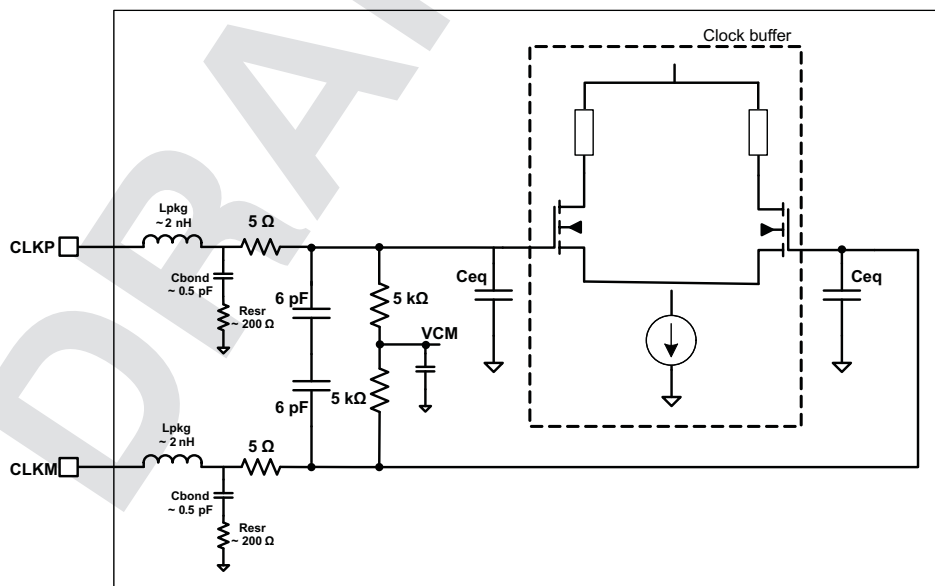 Clock buffer
Lpkg
~ 2 nH
5 Ω
CLKP
Cbond
~ 0.5 pF
6 pF
5 kΩ
Ceq
Ceq
Resr
~ 200 Ω
VCM
6 pF
5 kΩ
Lpkg
~ 2 nH
5 Ω
CLKM
Cbond
~ 0.5 pF
Resr
~ 200 Ω